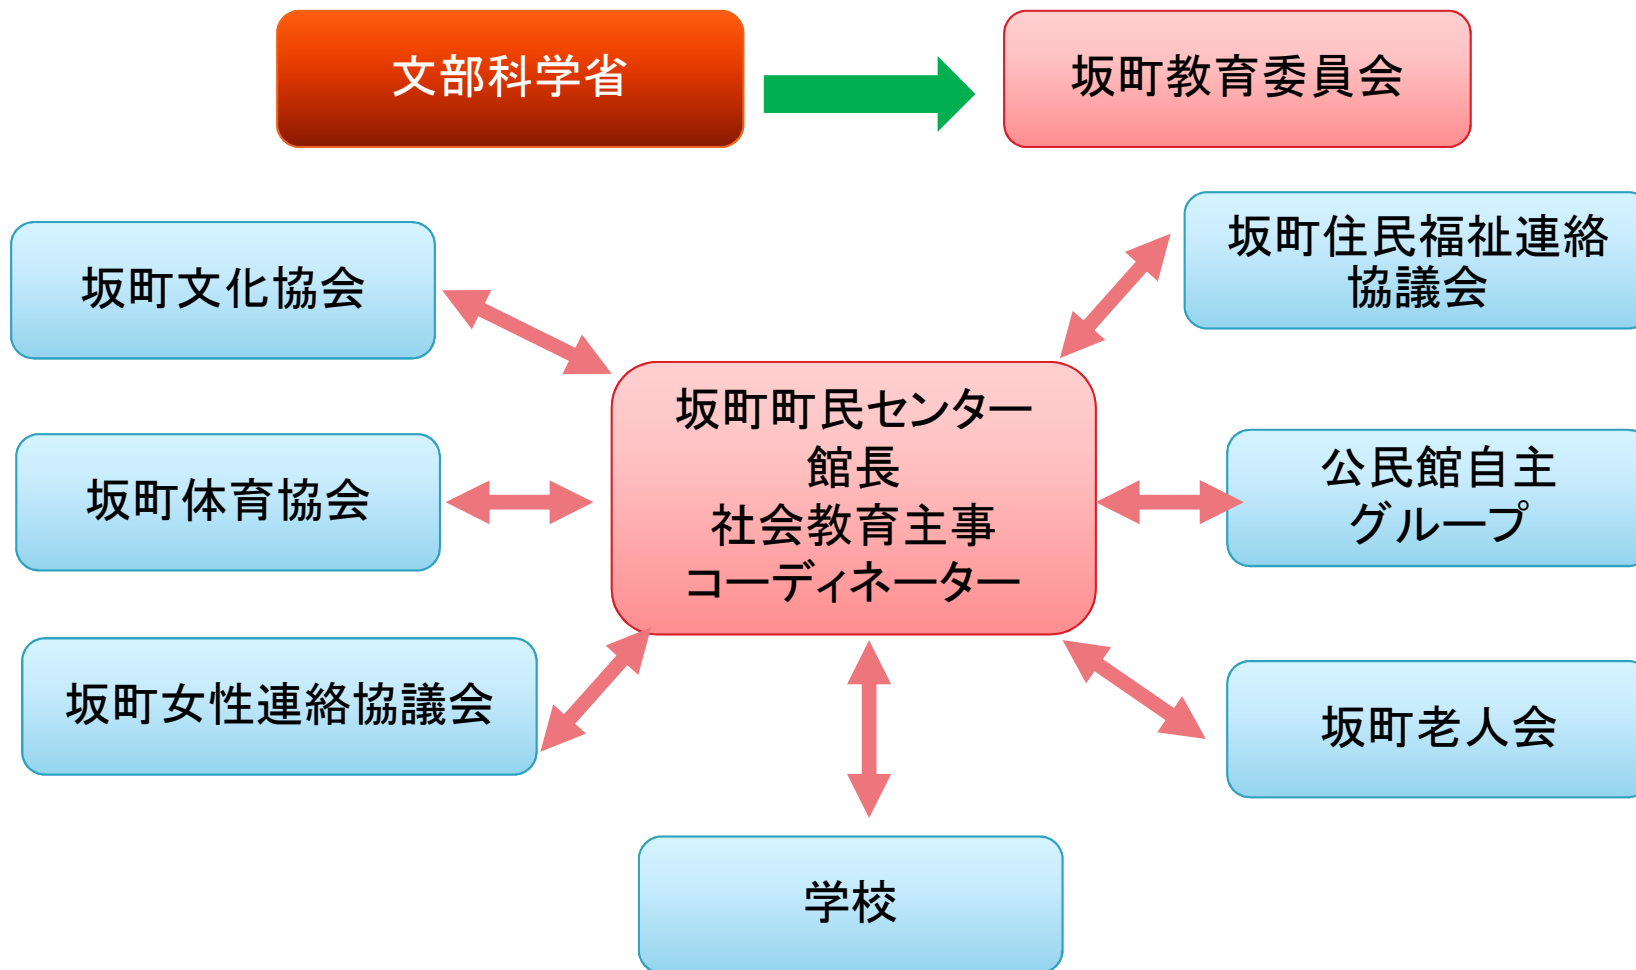 文部科学省
坂町教育委員会
坂町文化協会
坂町住民福祉連絡
協議会
坂町町民センター
館長
社会教育主事
コーディネーター
坂町体育協会
公民館自主
グループ
坂町女性連絡協議会
坂町老人会
学校